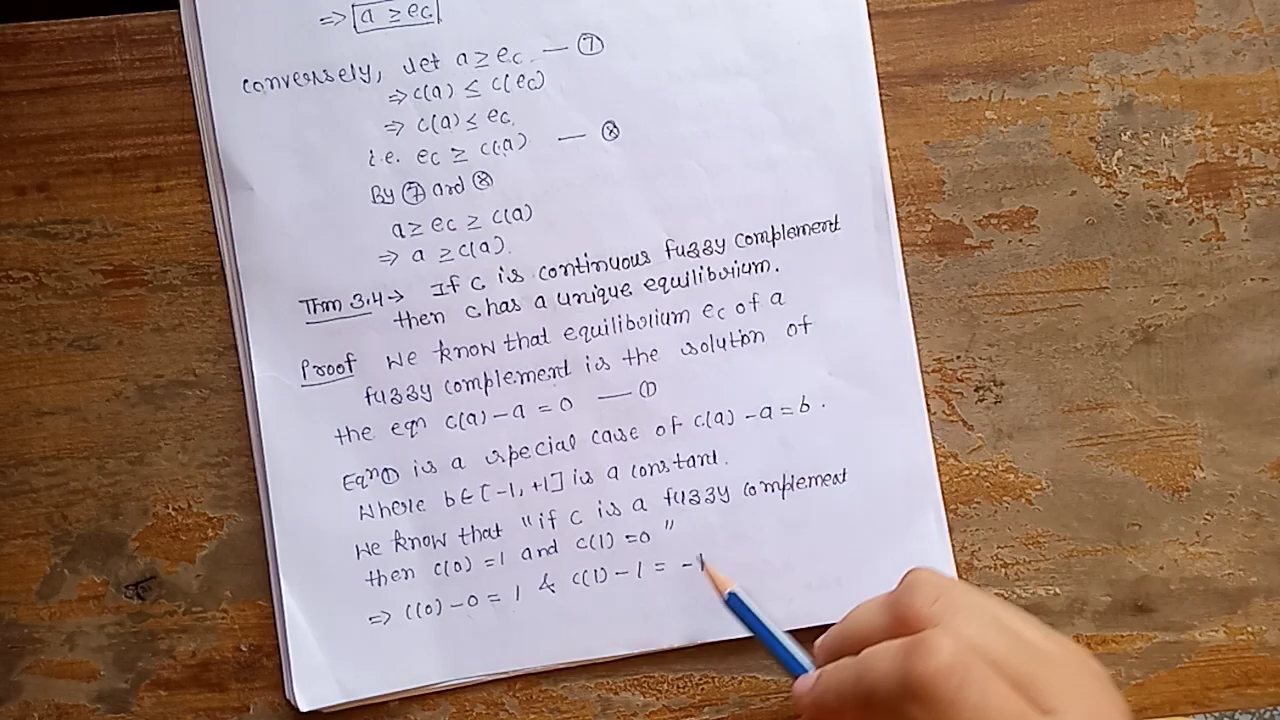 ⇒ a ≥ ec
conversely, let a ≥ ec — ⑦
⇒ c(a) ≤ c(ec)
⇒ c(a) ≤ ec.
i.e. ec ≥ c(a) — ⑧
By ⑦ and ⑧
a ≥ ec ≥ c(a)
⇒ a ≥ c(a).
Thm 3.4 → If c is continuous fuzzy complement
then c has a unique equilibrium.
Proof We know that equilibrium ec of a
fuzzy complement is the solution of
the eqn c(a) - a = 0 — ①
Eqn ① is a special case of c(a) - a = b.
Where b ∈ [-1, +1] is a constant.
We know that "if c is a fuzzy complement
then c(0) = 1 and c(1) = 0"
⇒ c(0) - 0 = 1 & c(1) - 1 = -1